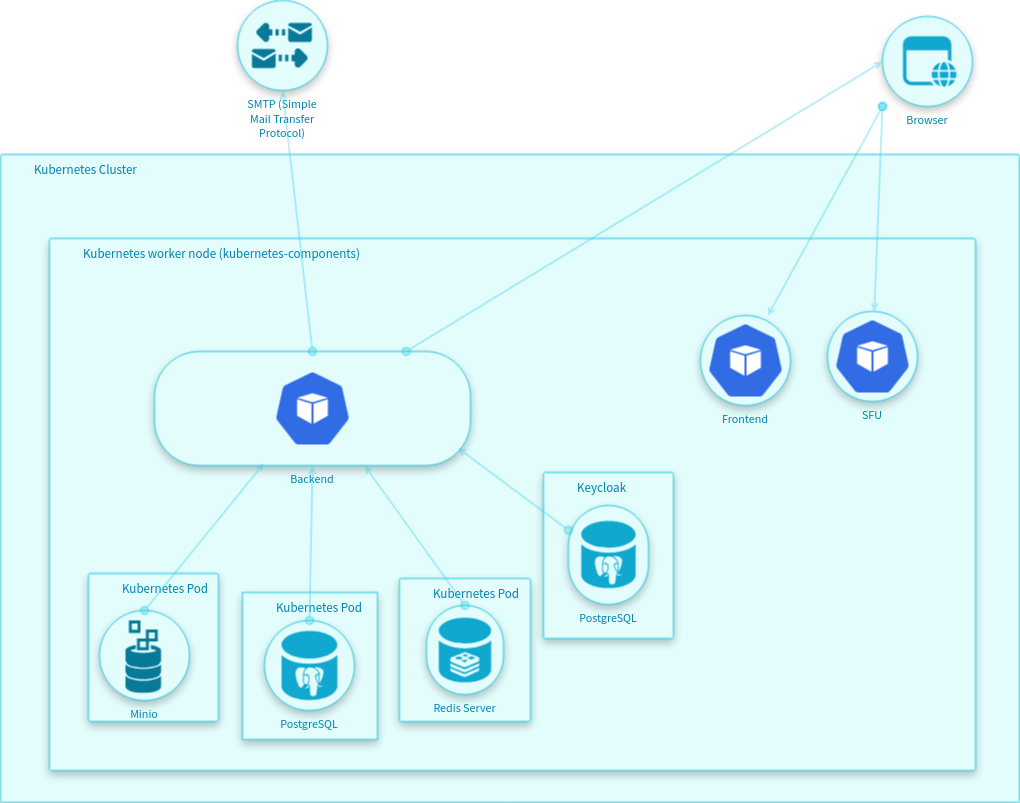 SMTP (Simple
Mail Transfer
Protocol)
Browser
Kubernetes Cluster
Kubernetes worker node (kubernetes-components)
Frontend
SFU
Backend
Keycloak
PostgreSQL
Kubernetes Pod
Minio
Kubernetes Pod
PostgreSQL
Kubernetes Pod
Redis Server